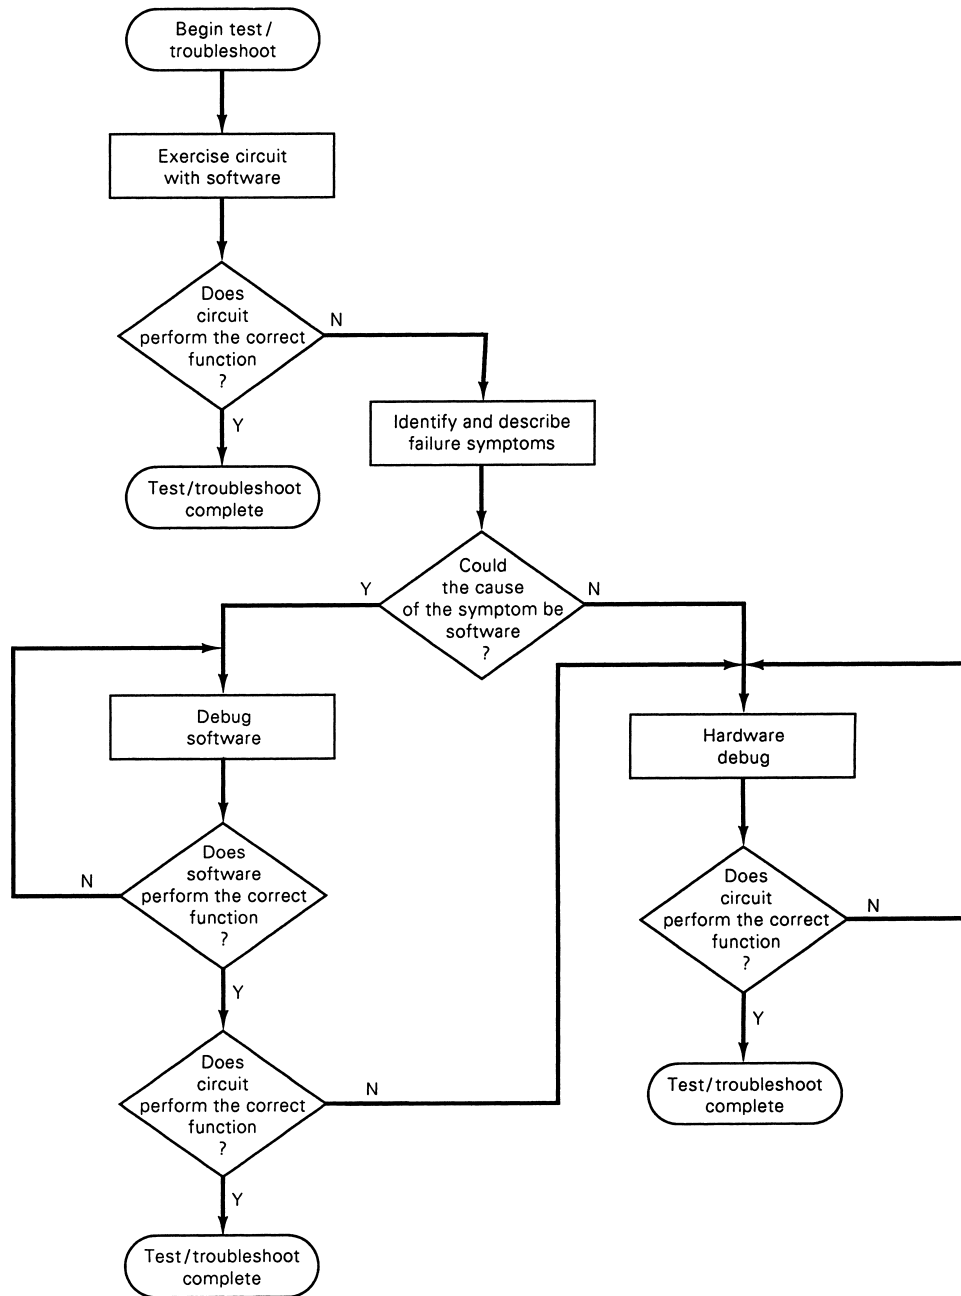 Begin test/
troubleshoot
Exercise circuit
with software
Does
circuit
perform the correct
function
?
N
Y
Identify and describe
failure symptoms
Test/troubleshoot
complete
Could
the cause
of the symptom be
software
?
Y
N
Debug
software
Hardware
debug
Does
software
perform the correct
function
?
N
Y
Does
circuit
perform the correct
function
?
N
Y
Does
circuit
perform the correct
function
?
N
Y
Test/troubleshoot
complete
Test/troubleshoot
complete